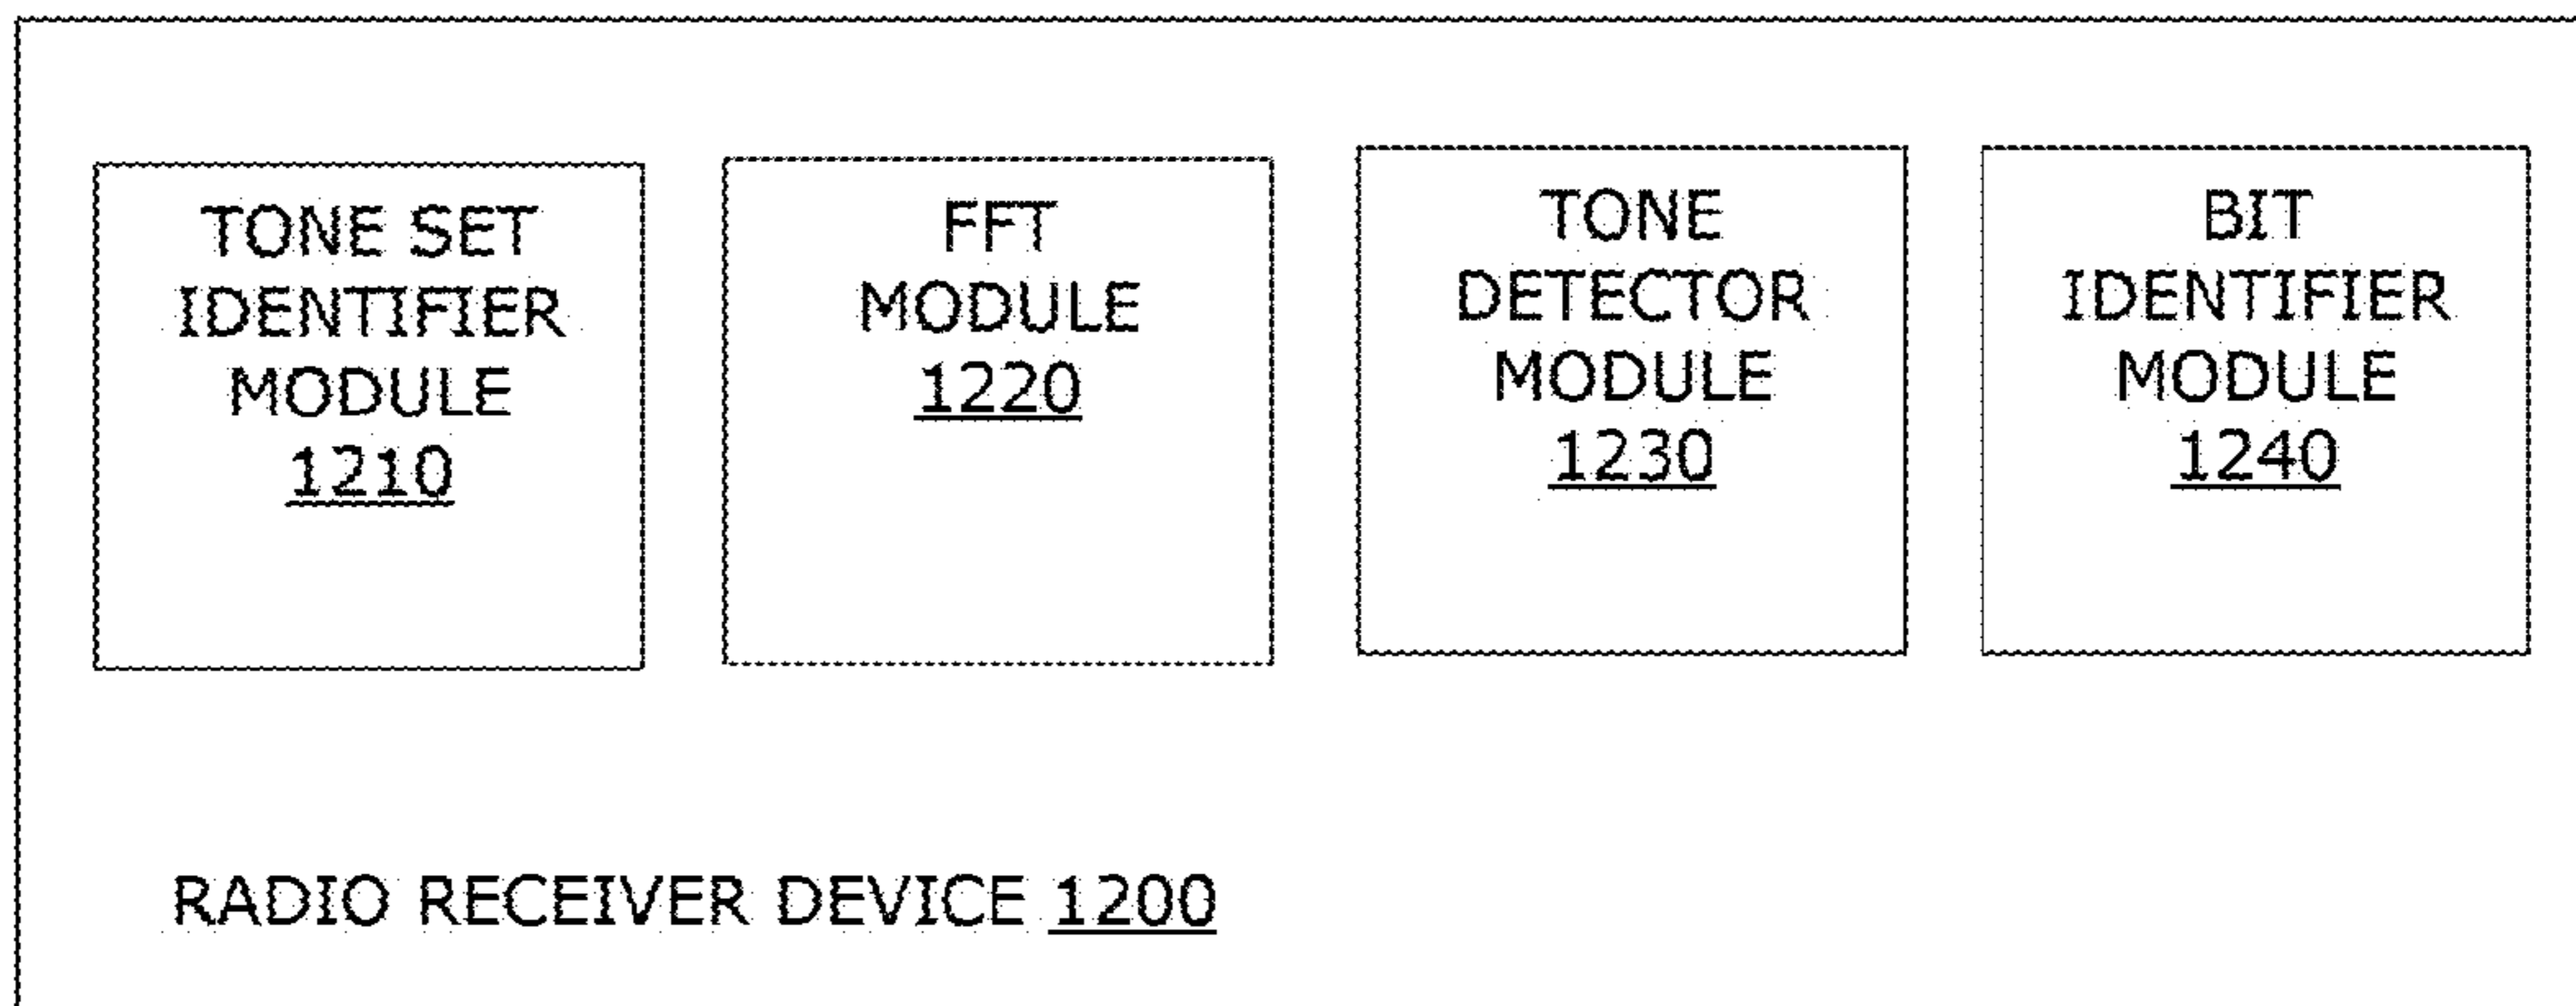 TONE SET
IDENTIFIER
MODULE
1210
FFT
MODULE
1220
TONE
DETECTOR
MODULE
1230
BIT
IDENTIFIER
MODULE
1240
RADIO RECEIVER DEVICE 1200